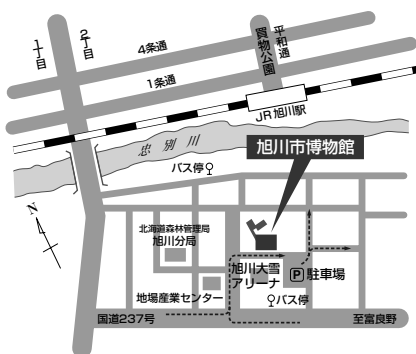 1丁目
2丁目
4条通
1条通
平和通
買物公園
JR旭川駅
忠別川
バス停
旭川市博物館
N
北海道森林管理局
旭川分局
旭川大雪
アリーナ
P 駐車場
地場産業センター
バス停
国道237号
至富良野